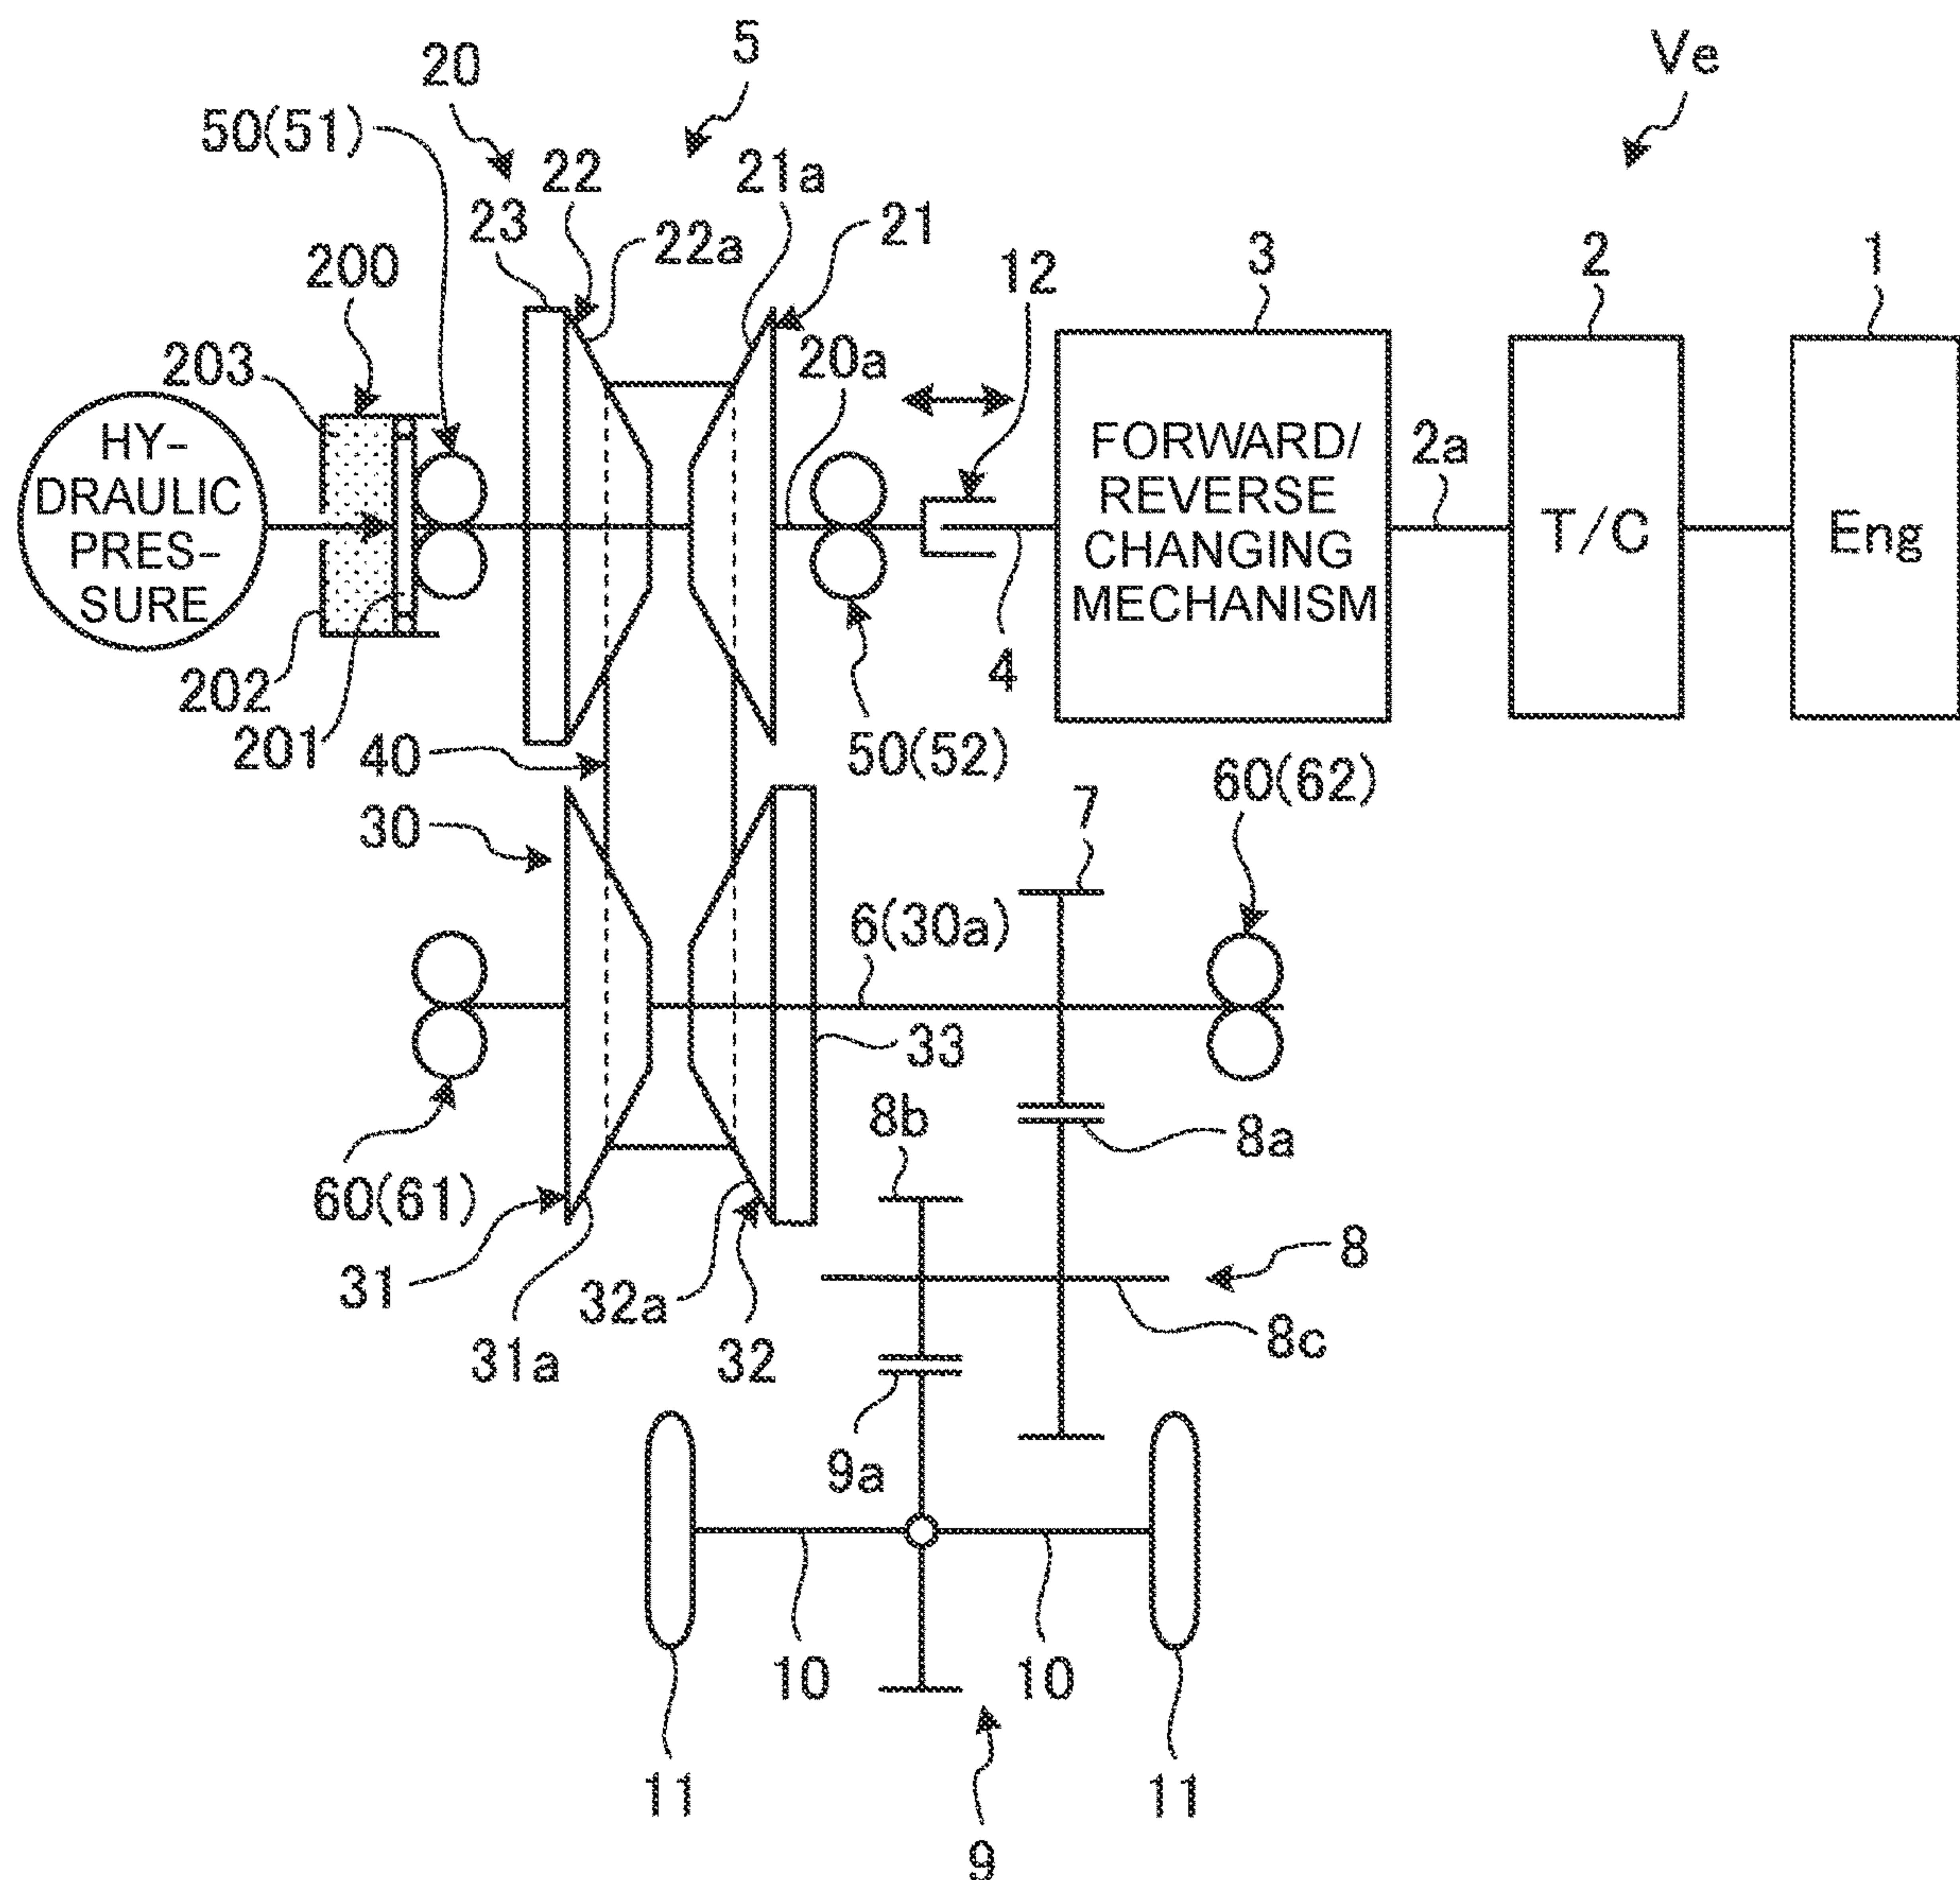 5
Ve
20
50(51)
22
21a
23
22a
21
200
12
3
2
1
203
20a
HY-
DRAULIC
PRES-
SURE
FORWARD/
REVERSE
CHANGING
MECHANISM
2a
T/C
Eng
4
202
201
40
50(52)
60(62)
30
7
6(30a)
33
8b
8a
60(61)
31
32a
8
31a
32
8c
9a
10
10
11
11
9